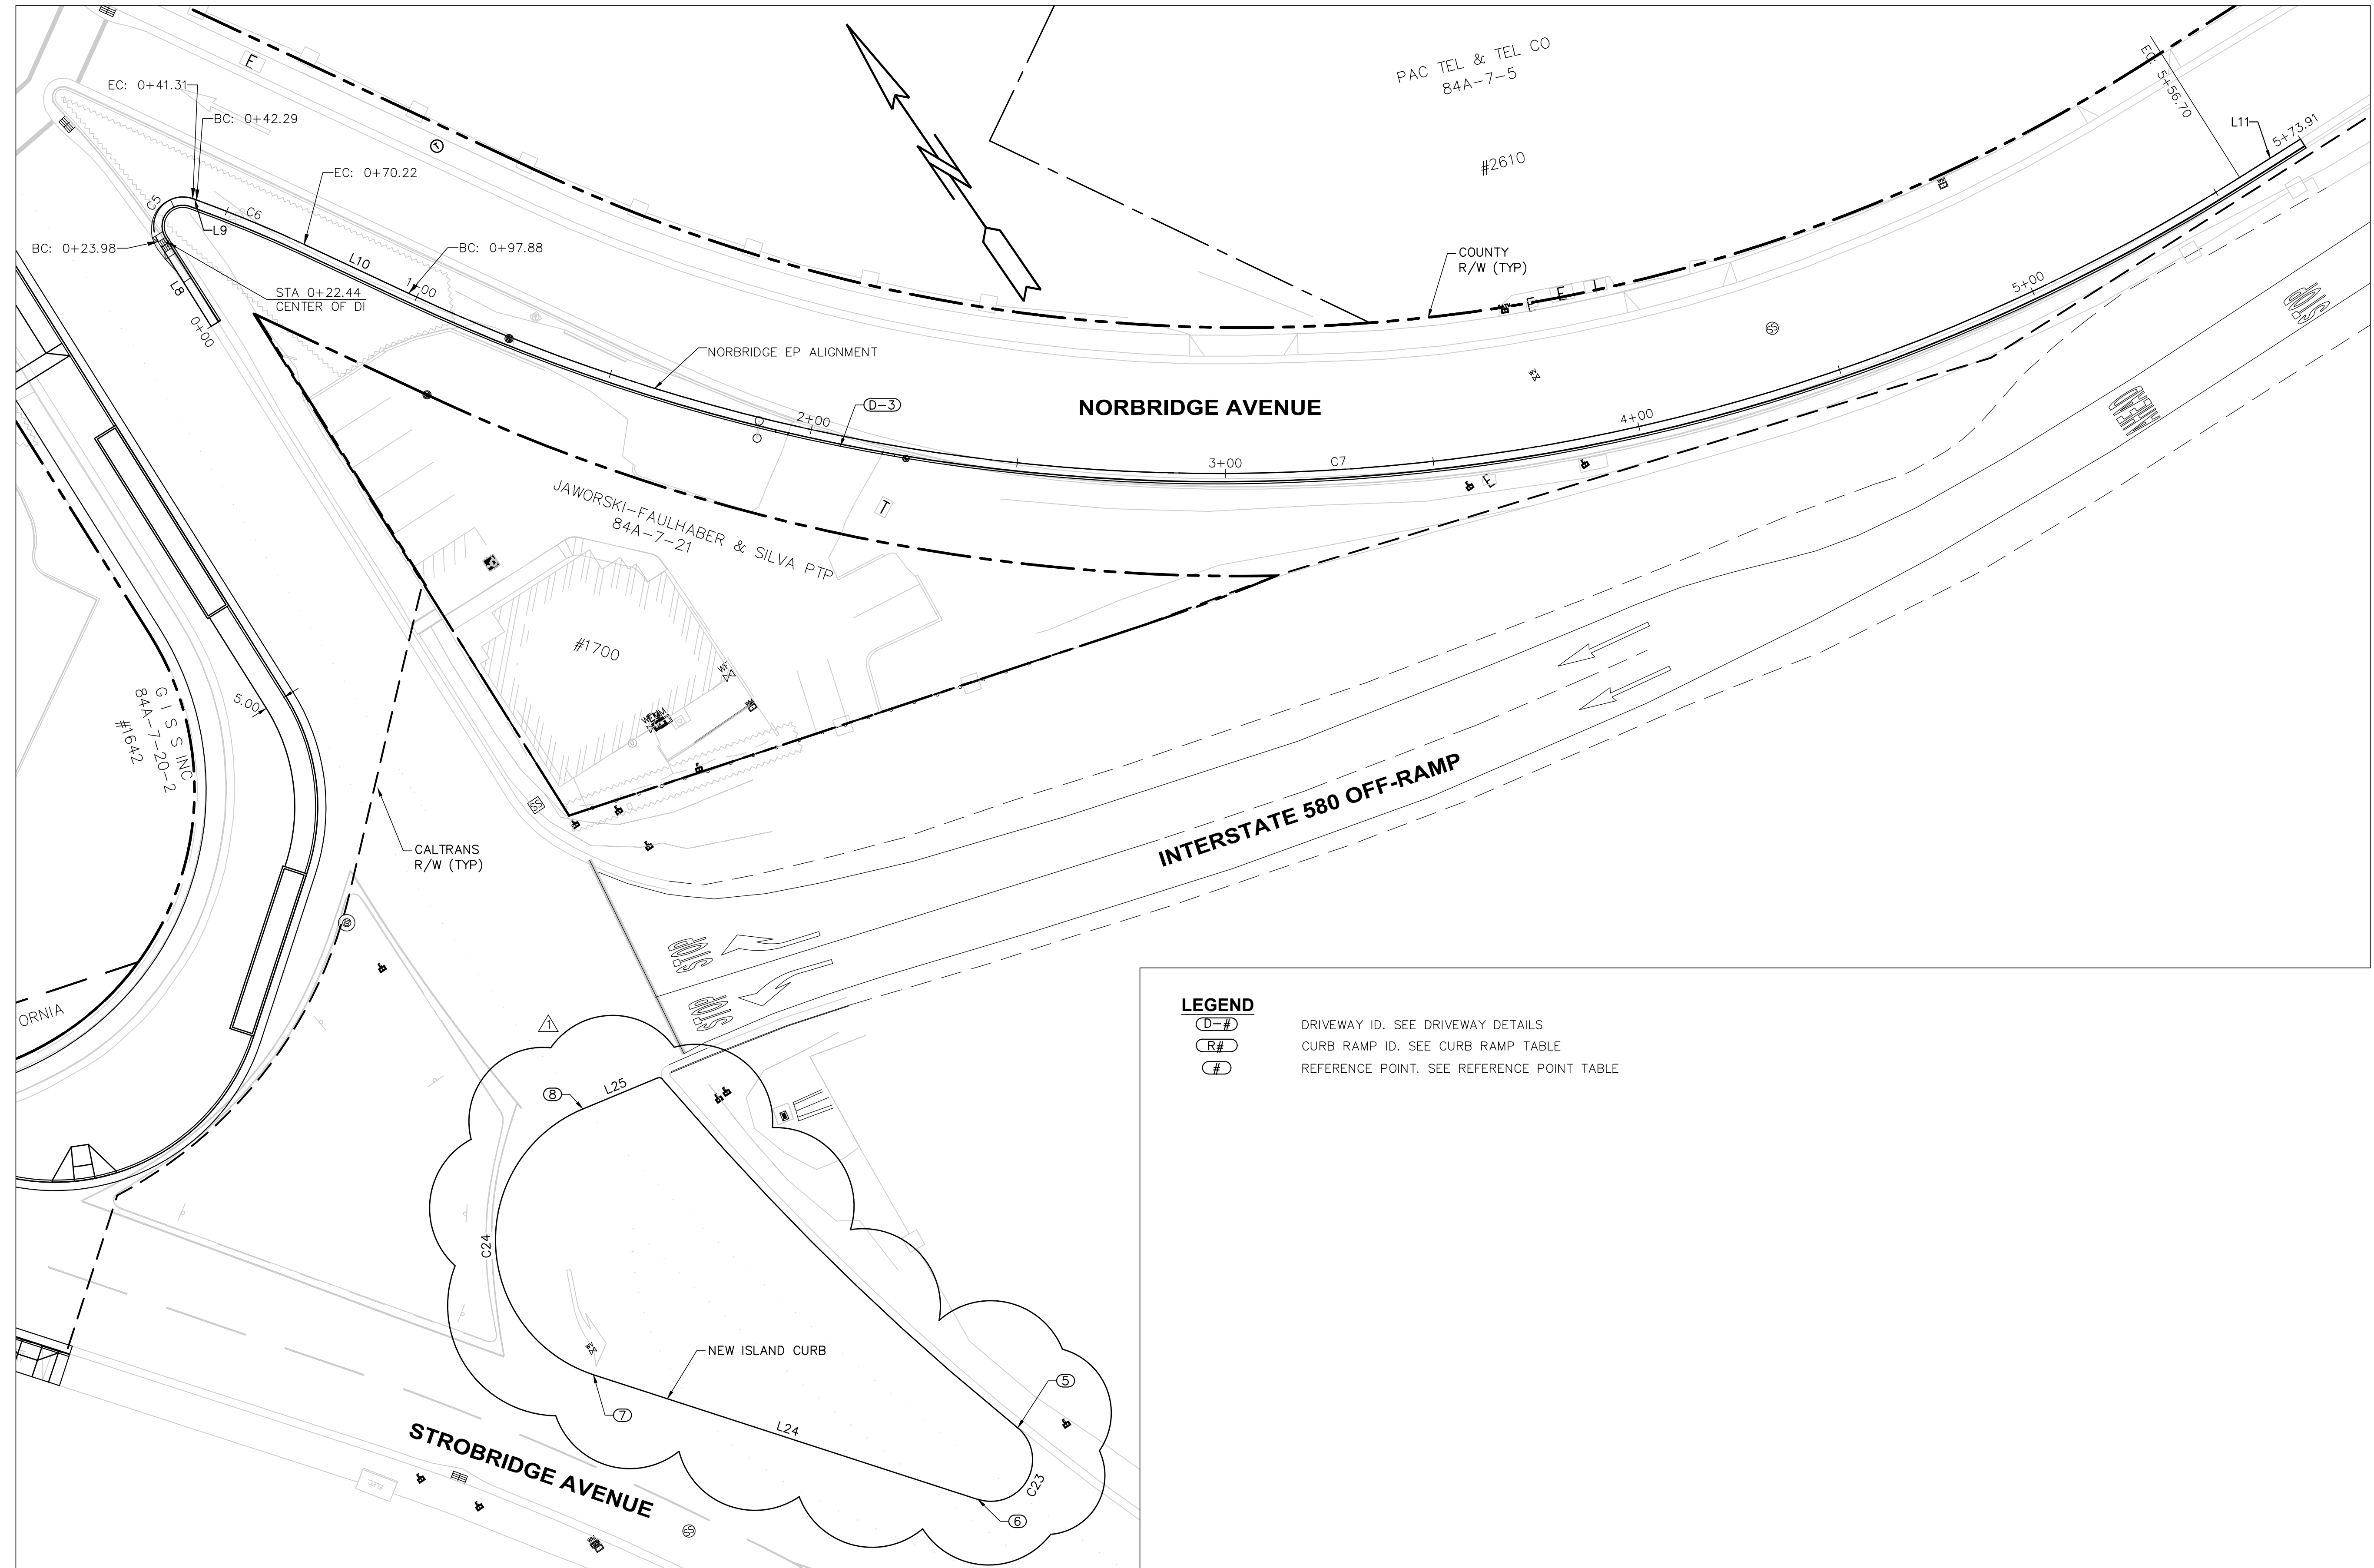 EC: 0+41.31
BC: 0+42.29
EC: 0+70.22
C5
C6
L9
BC: 0+23.98
L10
BC: 0+97.88
L8
STA 0+22.44
CENTER OF DI
0+00
1+00
NORBRIDGE EP ALIGNMENT
2+00
D-3
NORBRIDGE AVENUE
PAC TEL & TEL CO
84A-7-5
#2610
COUNTY
R/W (TYP)
EC: 5+56.70
L11
5+73.91
5+00
4+00
3+00
C7
STOP
JAWORSKI-FAULHABER & SILVA PTP
84A-7-21
#1700
G I S S INC
84A-7-20-2
#1642
5.00
CALTRANS
R/W (TYP)
INTERSTATE 580 OFF-RAMP
STOP
STOP
ORNIA
1
8
L25
C24
NEW ISLAND CURB
7
L24
5
C23
6
STROBRIDGE AVENUE
LEGEND
D-# DRIVEWAY ID. SEE DRIVEWAY DETAILS
R# CURB RAMP ID. SEE CURB RAMP TABLE
# REFERENCE POINT. SEE REFERENCE POINT TABLE